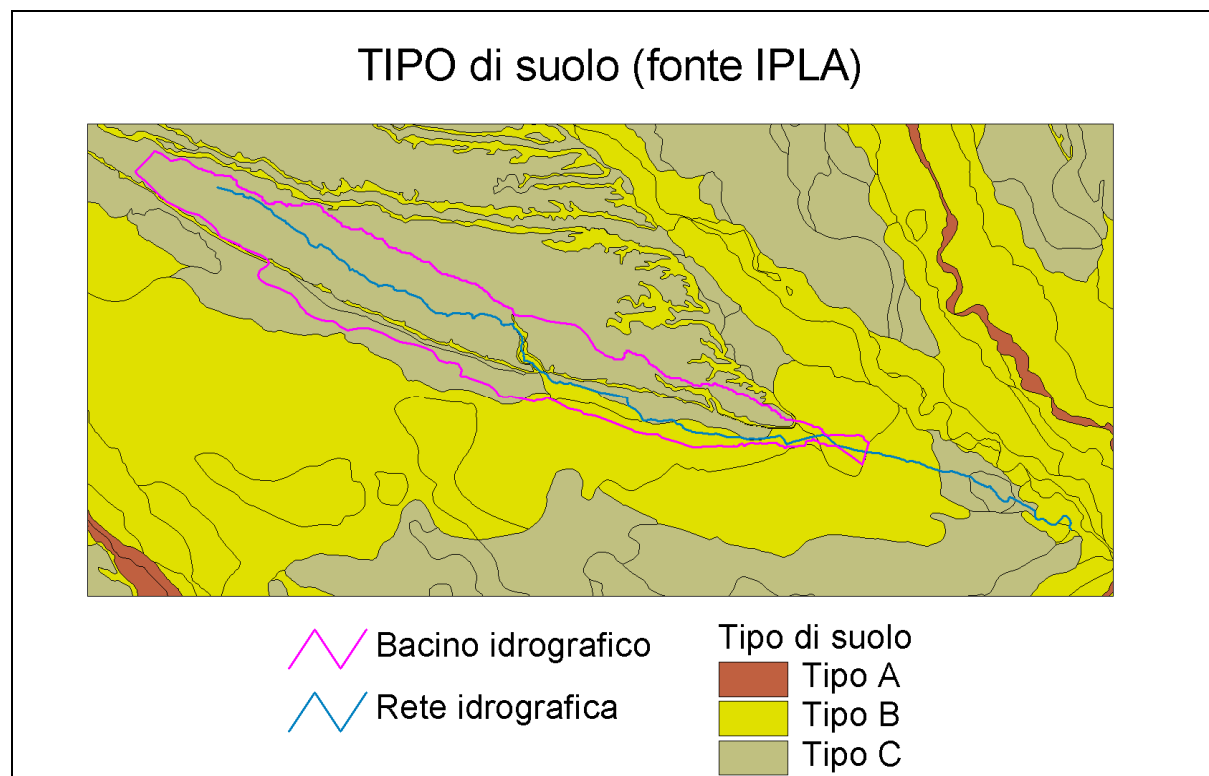 TIPO di suolo (fonte IPLA)
Bacino idrografico
Rete idrografica
Tipo di suolo
Tipo A
Tipo B
Tipo C